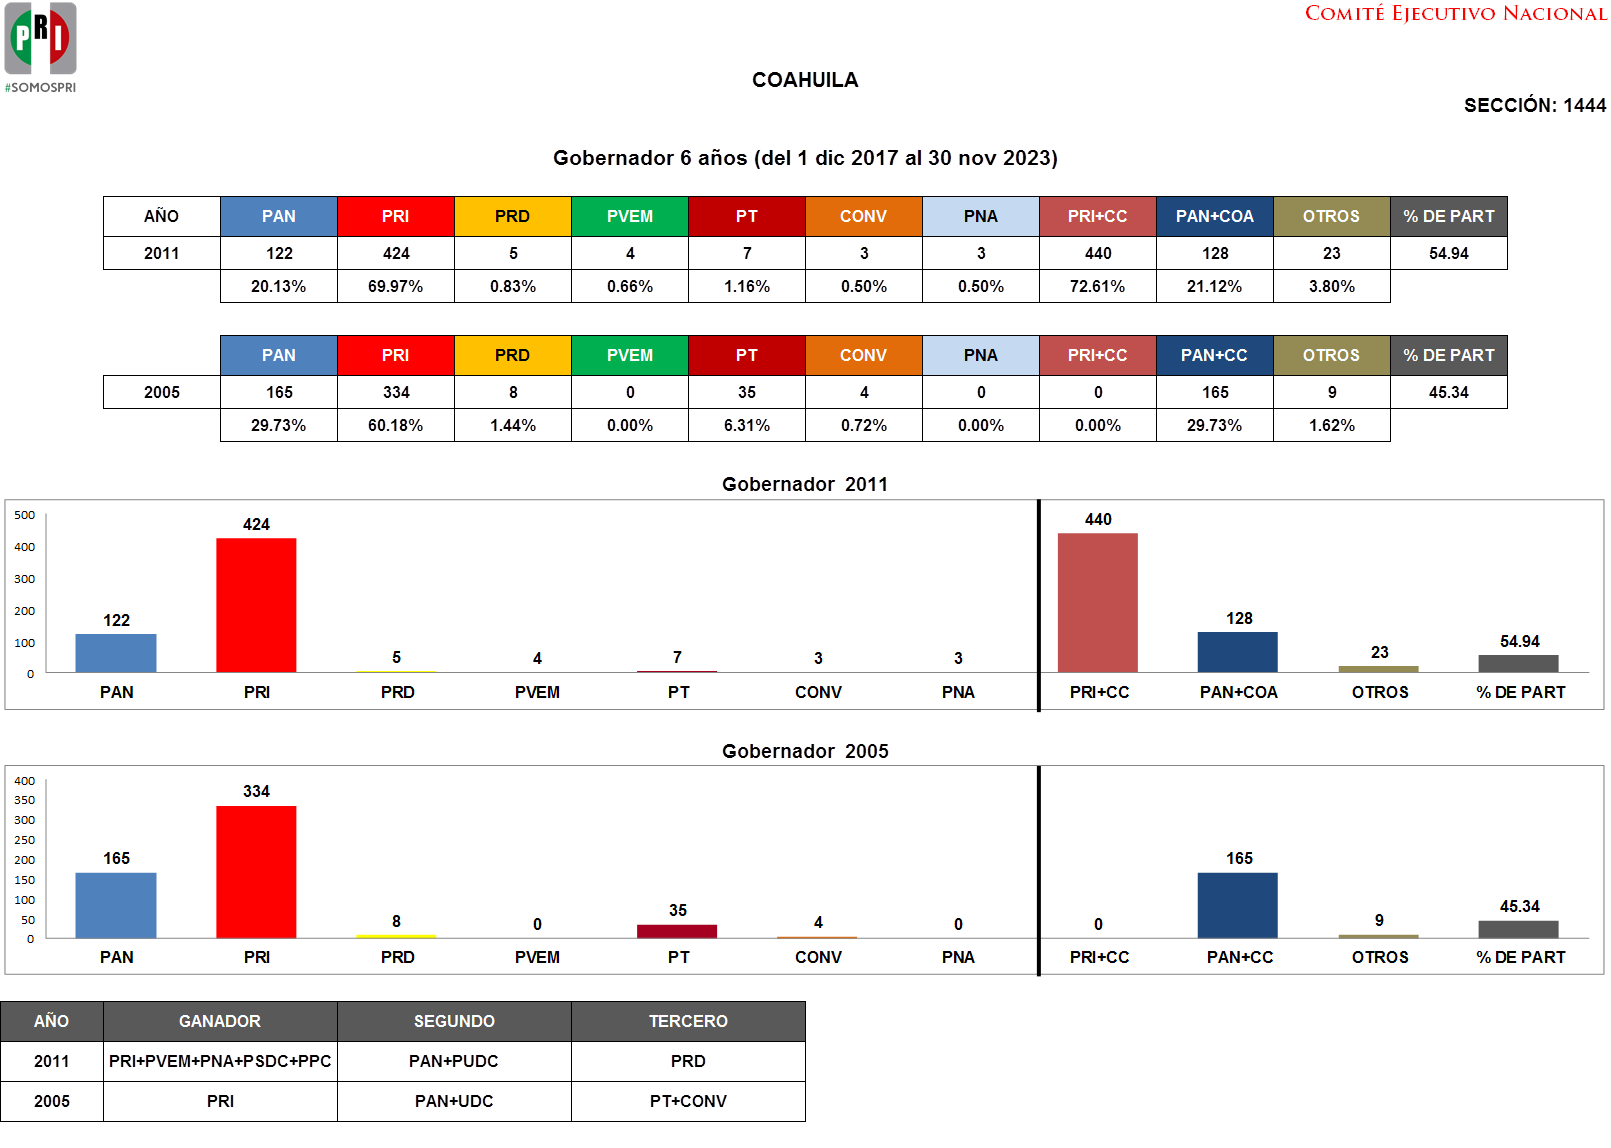 PRI
#SOMOSPRI
COMITÉ EJECUTIVO NACIONAL
COAHUILA
SECCIÓN: 1444
Gobernador 6 años (del 1 dic 2017 al 30 nov 2023)
AÑO PAN PRI PRD PVEM PT CONV PNA PRI+CC PAN+COA OTROS % DE PART
2011 122 424 5 4 7 3 3 440 128 23 54.94
20.13% 69.97% 0.83% 0.66% 1.16% 0.50% 0.50% 72.61% 21.12% 3.80%
PAN PRI PRD PVEM PT CONV PNA PRI+CC PAN+CC OTROS % DE PART
2005 165 334 8 0 35 4 0 0 165 9 45.34
29.73% 60.18% 1.44% 0.00% 6.31% 0.72% 0.00% 0.00% 29.73% 1.62%
Gobernador 2011
500
400
300
200
100
0
122 424 5 4 7 3 3 440 128 23 54.94
PAN PRI PRD PVEM PT CONV PNA PRI+CC PAN+COA OTROS % DE PART
Gobernador 2005
400
350
300
250
200
150
100
50
0
165 334 8 0 35 4 0 0 165 9 45.34
PAN PRI PRD PVEM PT CONV PNA PRI+CC PAN+CC OTROS % DE PART
AÑO GANADOR SEGUNDO TERCERO
2011 PRI+PVEM+PNA+PSDC+PPC PAN+PUDC PRD
2005 PRI PAN+UDC PT+CONV